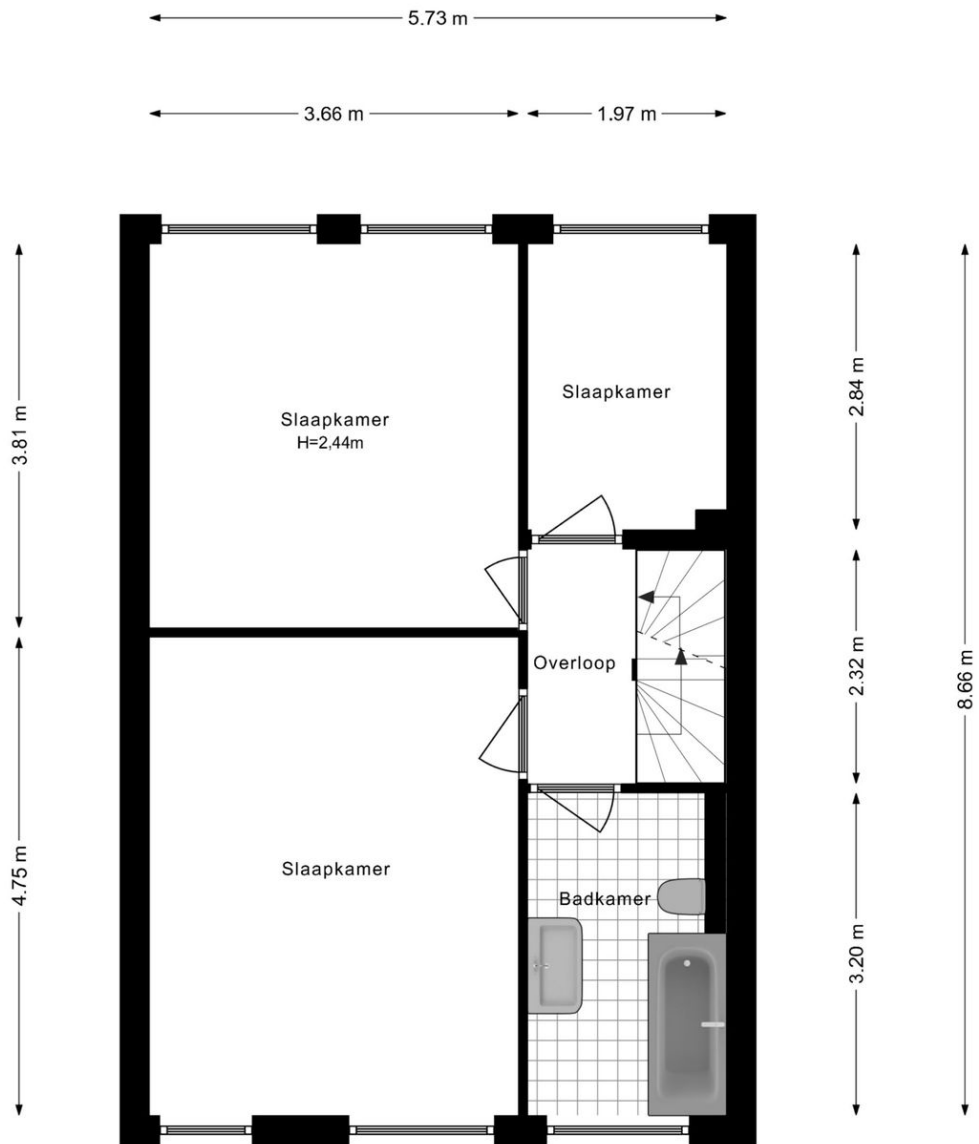 5.73 m
3.66 m
1.97 m
3.81 m
4.75 m
2.84 m
2.32 m
3.20 m
8.66 m
Slaapkamer
H=2,44m
Slaapkamer
Overloop
Slaapkamer
Badkamer